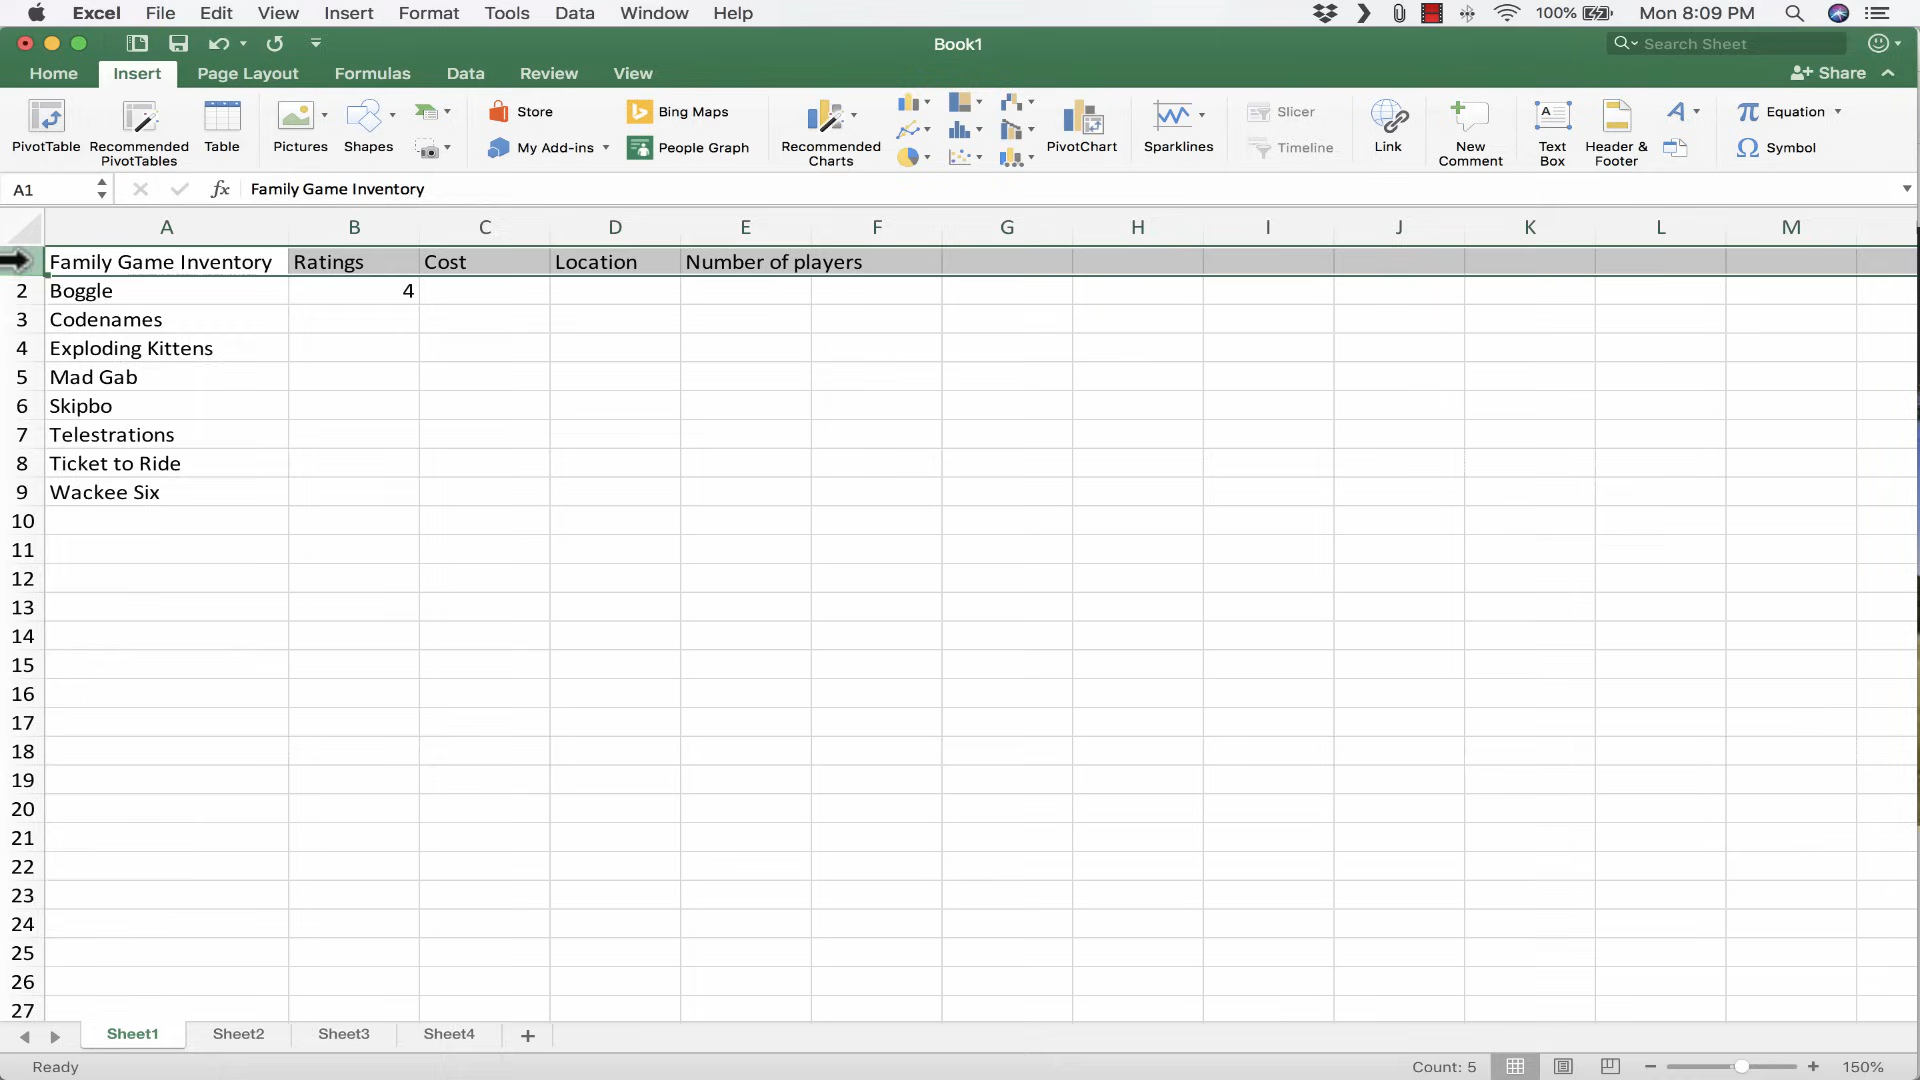 Excel File Edit View Insert Format Tools Data Window Help 100% Mon 8:09 PM
Book1
Search Sheet
Home Insert Page Layout Formulas Data Review View Share
PivotTable
Recommended PivotTables
Table
Pictures
Shapes
Store
My Add-ins
Bing Maps
People Graph
Recommended Charts
PivotChart
Sparklines
Slicer
Timeline
Link
New Comment
Text Box
Header & Footer
Equation
Symbol
A1 fx Family Game Inventory
A B C D E F G H I J K L M
Family Game Inventory Ratings Cost Location Number of players
2 Boggle 4
3 Codenames
4 Exploding Kittens
5 Mad Gab
6 Skipbo
7 Telestrations
8 Ticket to Ride
9 Wackee Six
10
11
12
13
14
15
16
17
18
19
20
21
22
23
24
25
26
27
Sheet1 Sheet2 Sheet3 Sheet4
Ready Count: 5 150%